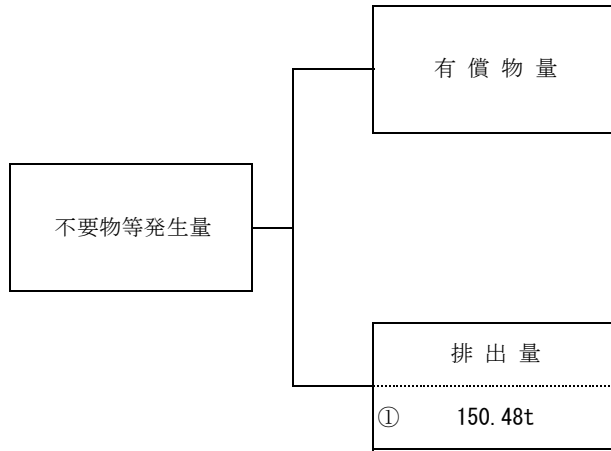 有 償 物 量
不要物等発生量
排 出 量
① 150.48t